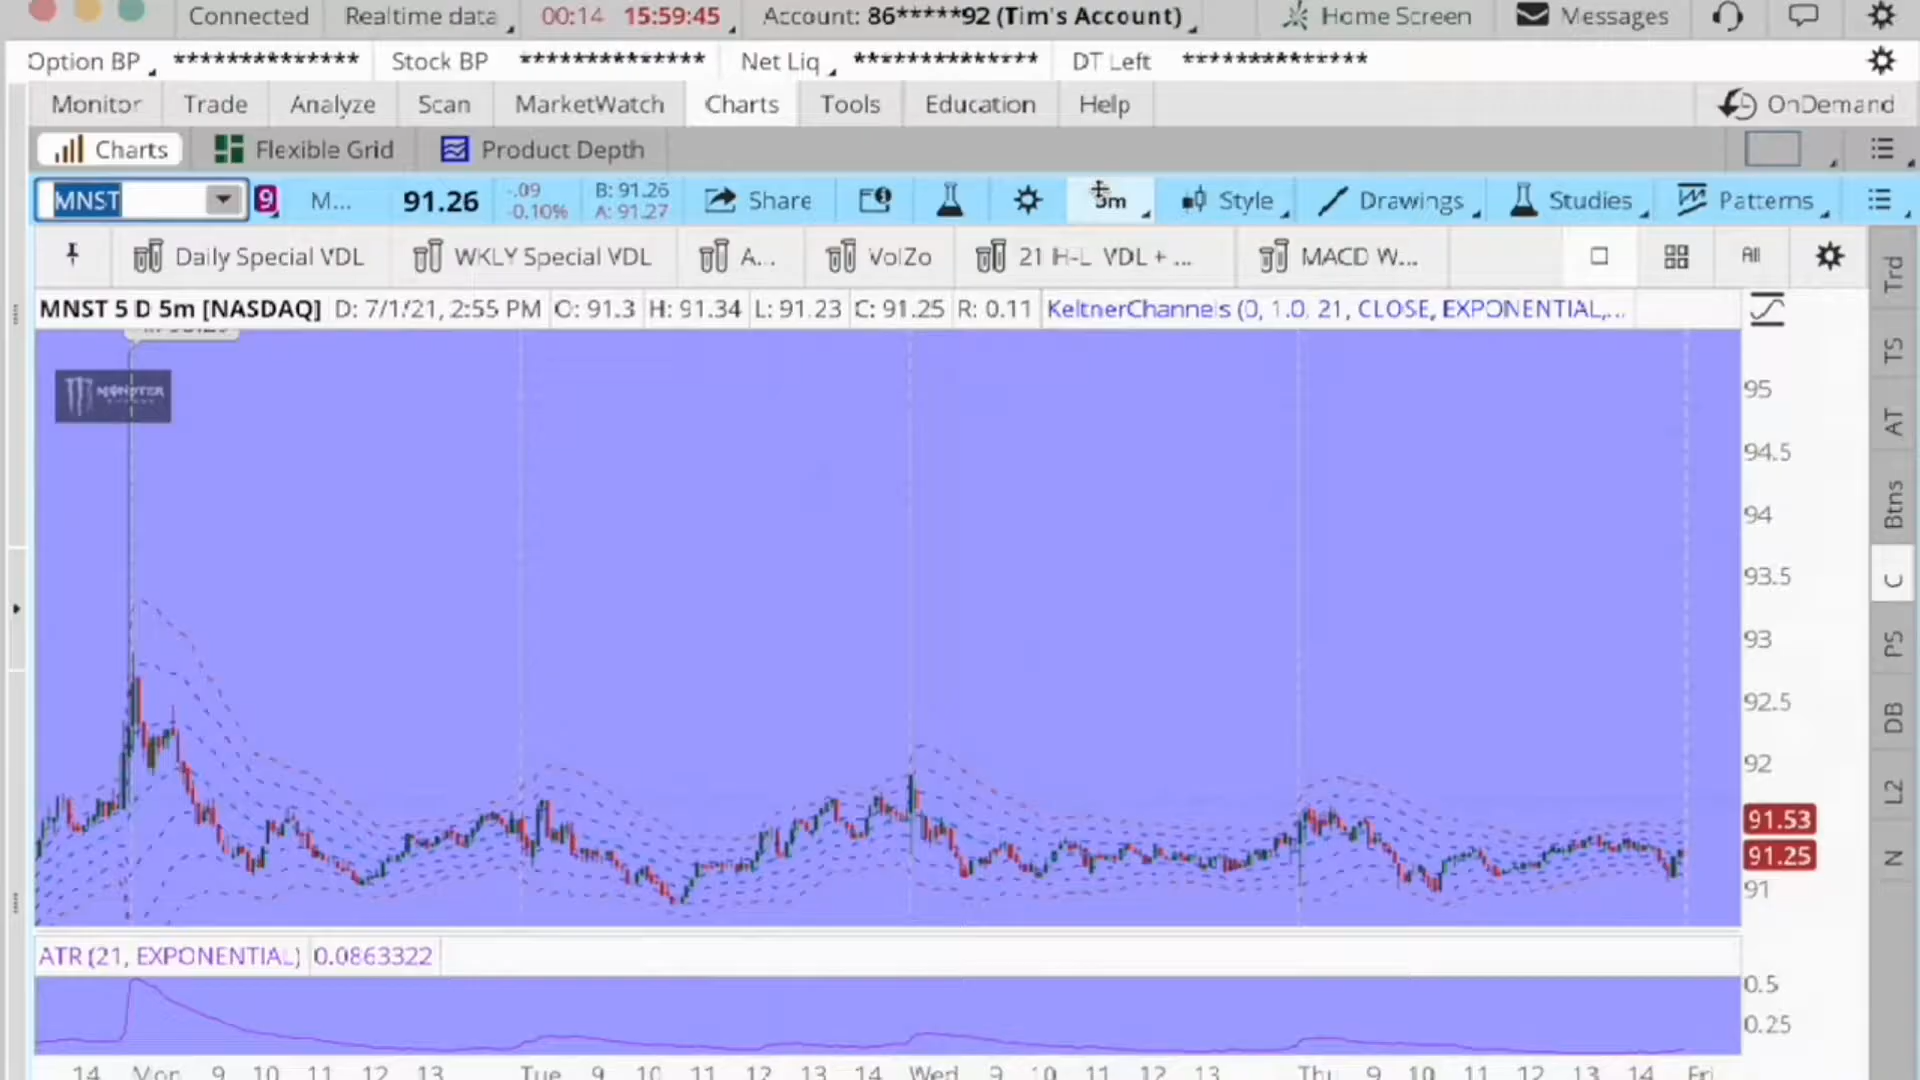 Connected Realtime data 00:14 15:59:45 Account: 86*****92 (Tim's Account) Home Screen Messages
Option BP ************** Stock BP ************** Net Liq ************** DT Left **************
Monitor Trade Analyze Scan MarketWatch Charts Tools Education Help OnDemand
Charts Flexible Grid Product Depth
MNST 9 M... 91.26 -.09 B: 91.26 Share 5m Style Drawings Studies Patterns
-0.10% A: 91.27
Daily Special VDL WKLY Special VDL A... VolZo 21 H-L VDL + ... MACD W... All
MNST 5 D 5m [NASDAQ] D: 7/1/21, 2:55 PM O: 91.3 H: 91.34 L: 91.23 C: 91.25 R: 0.11 KeltnerChannels (0, 1.0, 21, CLOSE, EXPONENTIAL,...
MONSTER
95
94.5
94
93.5
93
92.5
92
91.53
91.25
91
ATR (21, EXPONENTIAL) 0.0863322
0.5
0.25
14 Mon 9 10 11 12 13 Tue 9 10 11 12 13 14 Wed 9 10 11 12 13 Thu 9 10 11 12 13 14 Fri
Trd
TS
AT
Btns
C
PS
DB
L2
N